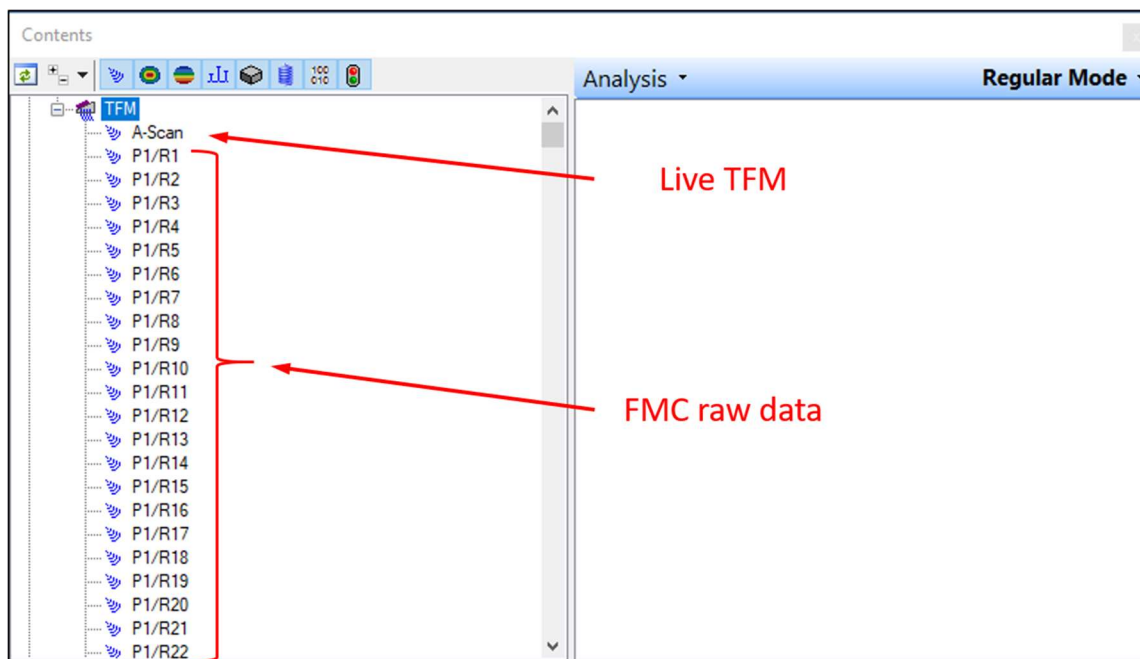 Contents
Analysis
Regular Mode
TFM
A-Scan
P1/R1
P1/R2
Live TFM
P1/R3
P1/R4
P1/R5
P1/R6
P1/R7
P1/R8
P1/R9
P1/R10
P1/R11
P1/R12
FMC raw data
P1/R13
P1/R14
P1/R15
P1/R16
P1/R17
P1/R18
P1/R19
P1/R20
P1/R21
P1/R22